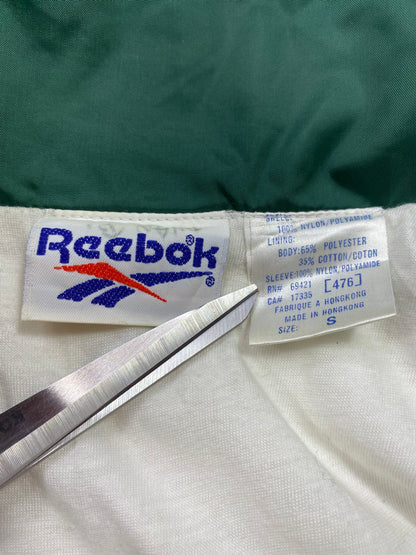 Reebok®
®
SHELL:
100% NYLON/POLYAMIDE
LINING:
BODY: 65% POLYESTER
35% COTTON/COTON
SLEEVE: 100% NYLON/POLYAMIDE
RN# 69421 [476]
CA# 17335
FABRIQUE A HONGKONG
MADE IN HONGKONG
SIZE: S